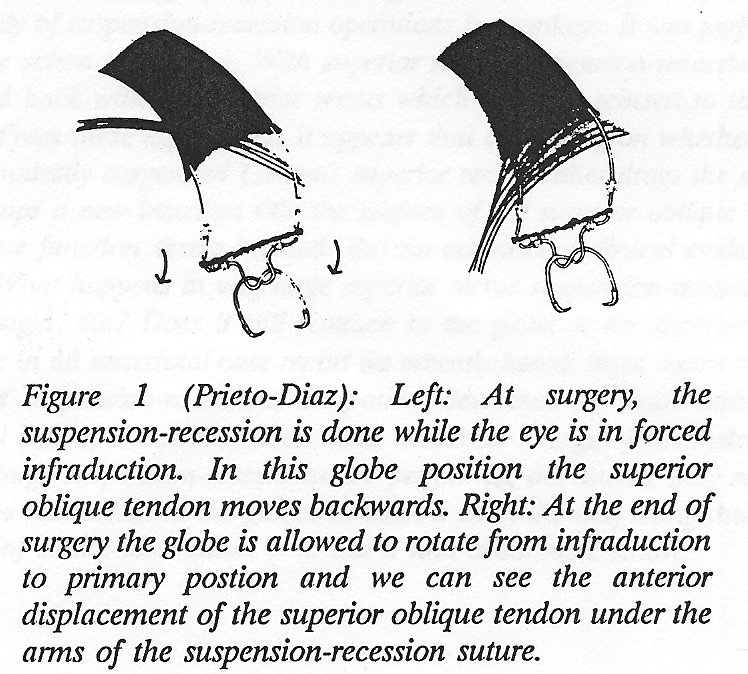 Figure 1 (Prieto-Diaz): Left: At surgery, the
suspension-recession is done while the eye is in forced
infraduction. In this globe position the superior
oblique tendon moves backwards. Right: At the end of
surgery the globe is allowed to rotate from infraduction
to primary postion and we can see the anterior
displacement of the superior oblique tendon under the
arms of the suspension-recession suture.